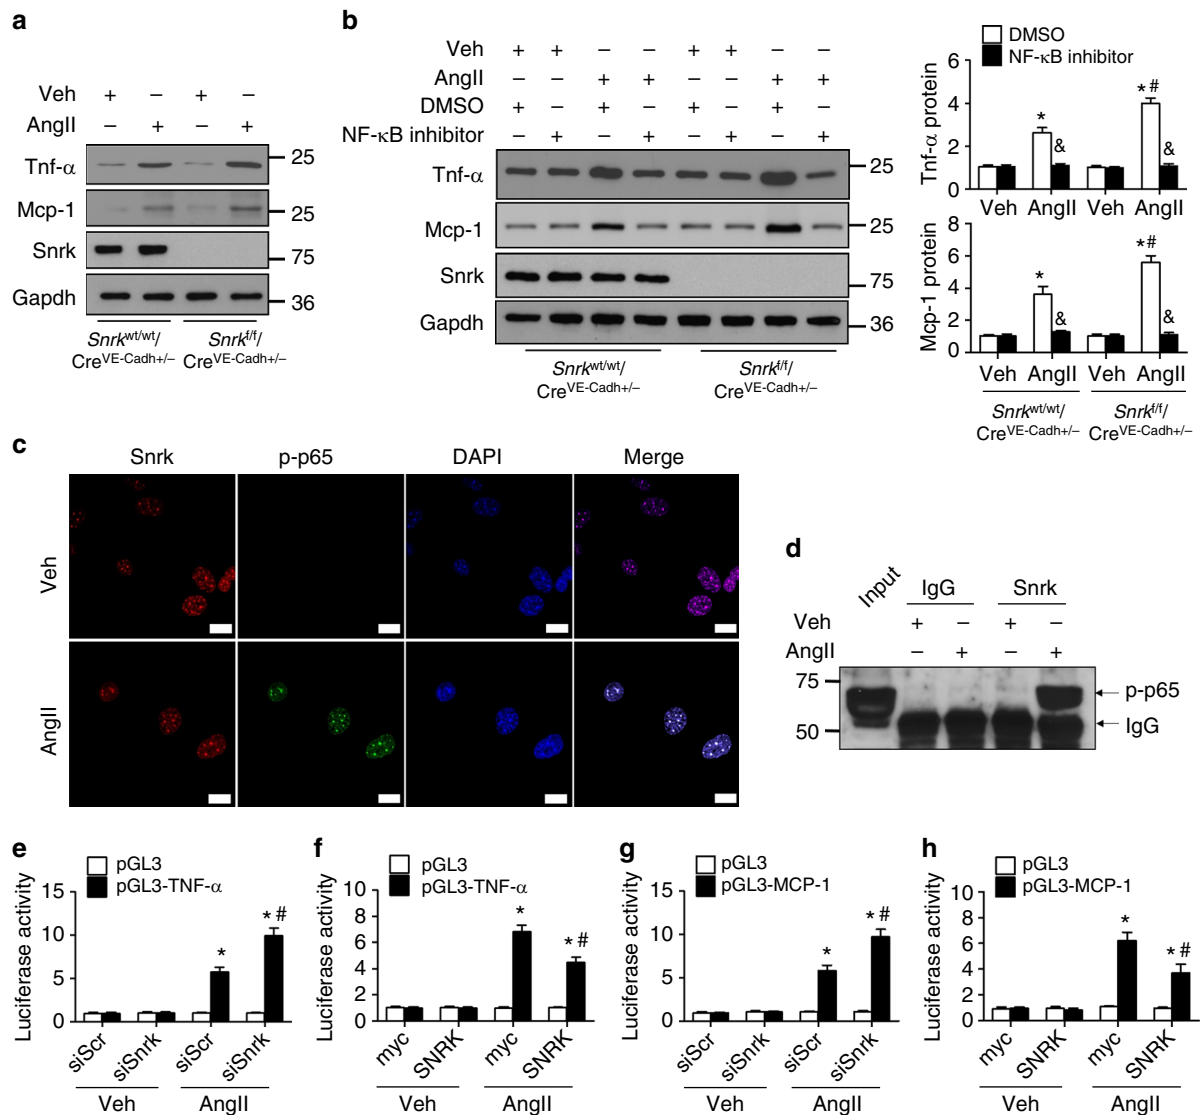 a
Veh + − + −
AngII − + − +
Tnf-α 25
Mcp-1 25
Snrk 75
Gapdh 36
Snrkwt/wt/ Snrkf/f/
CreVE-Cadh+/– CreVE-Cadh+/–
b
Veh + + − − + + − −
AngII − − + + − − + +
DMSO + − + − + − + −
NF-κB inhibitor − + − + − + − +
Tnf-α 25
Mcp-1 25
Snrk 75
Gapdh 36
Snrkwt/wt/ Snrkf/f/
CreVE-Cadh+/– CreVE-Cadh+/–
DMSO
NF-κB inhibitor
Tnf-α protein
6
4
2
0
* & * # &
Veh AngII Veh AngII
Mcp-1 protein
8
6
4
2
0
* & * # &
Veh AngII Veh AngII
Snrkwt/wt/ Snrkf/f/
CreVE-Cadh+/– CreVE-Cadh+/–
c
Snrk p-p65 DAPI Merge
Veh
AngII
d
Input IgG Snrk
Veh + − + −
AngII − + − +
75 p-p65
50 IgG
e
pGL3
pGL3-TNF-α
Luciferase activity
15
10
5
0
* * #
siScr siSnrk siScr siSnrk
Veh AngII
f
pGL3
pGL3-TNF-α
Luciferase activity
10
8
6
4
2
0
* * #
myc SNRK myc SNRK
Veh AngII
g
pGL3
pGL3-MCP-1
Luciferase activity
15
10
5
0
* * #
siScr siSnrk siScr siSnrk
Veh AngII
h
pGL3
pGL3-MCP-1
Luciferase activity
10
8
6
4
2
0
* * #
myc SNRK myc SNRK
Veh AngII